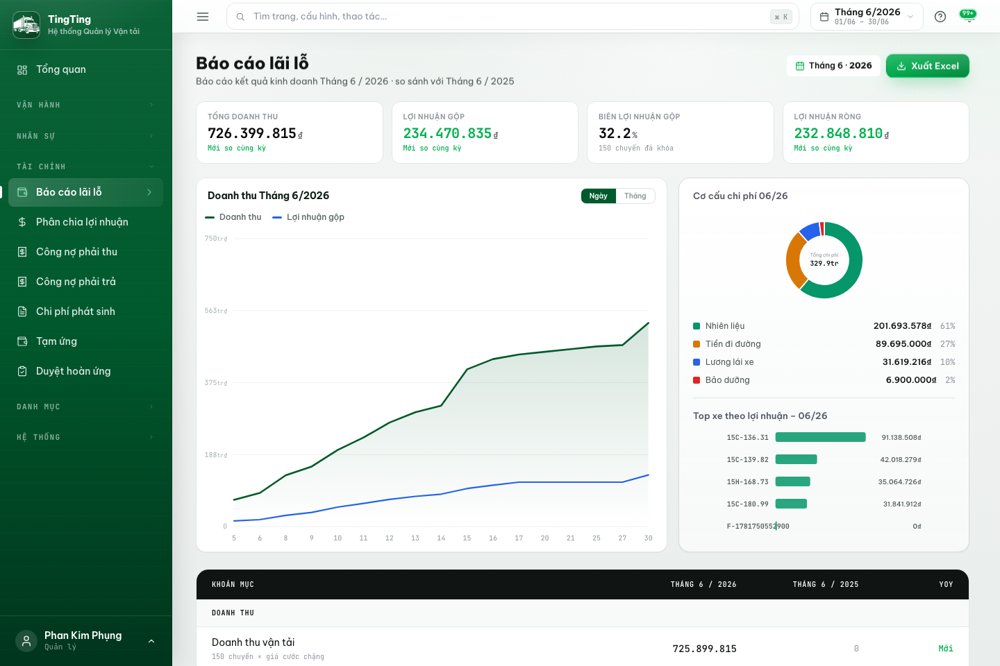 TingTing
Hệ thống Quản lý Vận tải
Tìm trang, cấu hình, thao tác...
⌘ K
Tháng 6/2026
01/06 – 30/06
99+
Tổng quan
VẬN HÀNH
NHÂN SỰ
TÀI CHÍNH
Báo cáo lãi lỗ
Phân chia lợi nhuận
Công nợ phải thu
Công nợ phải trả
Chi phí phát sinh
Tạm ứng
Duyệt hoàn ứng
DANH MỤC
HỆ THỐNG
Phan Kim Phụng
Quản lý
Báo cáo lãi lỗ
Báo cáo kết quả kinh doanh Tháng 6 / 2026 · so sánh với Tháng 6 / 2025
Tháng 6 · 2026
Xuất Excel
TỔNG DOANH THU
726.399.815₫
Mới so cùng kỳ
LỢI NHUẬN GỘP
234.470.835₫
Mới so cùng kỳ
BIÊN LỢI NHUẬN GỘP
32.2%
150 chuyến đã khóa
LỢI NHUẬN RÒNG
232.848.810₫
Mới so cùng kỳ
Doanh thu Tháng 6/2026
Ngày Tháng
Doanh thu Lợi nhuận gộp
750tr₫
563tr₫
375tr₫
188tr₫
0
5 6 8 9 10 11 12 13 14 15 16 17 20 21 25 27 30
Cơ cấu chi phí 06/26
Tổng chi phí
329.9tr
Nhiên liệu 201.693.578₫ 61%
Tiền đi đường 89.695.000₫ 27%
Lương lái xe 31.619.216₫ 10%
Bảo dưỡng 6.900.000₫ 2%
Top xe theo lợi nhuận – 06/26
15C-136.31 91.138.508₫
15C-139.82 42.018.279₫
15H-168.73 35.064.726₫
15C-180.99 31.841.912₫
F-1781750552900 0₫
KHOẢN MỤC THÁNG 6 / 2026 THÁNG 6 / 2025 YOY
DOANH THU
Doanh thu vận tải 725.899.815 0 Mới
150 chuyến × giá cước chặng